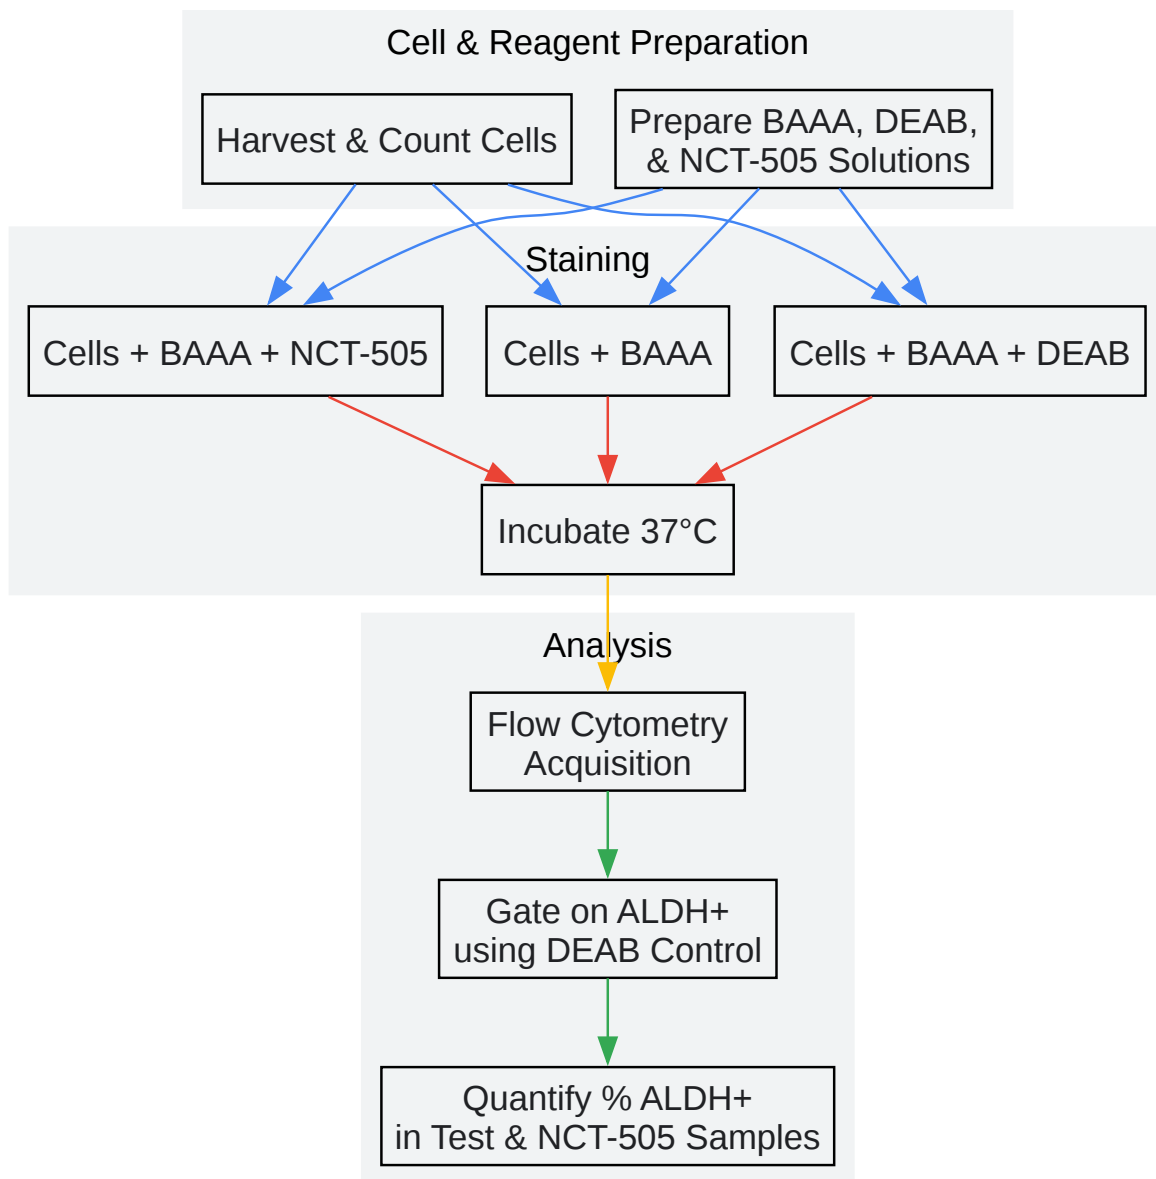 Cell & Reagent Preparation
Harvest & Count Cells
Prepare BAAA, DEAB,
& NCT-505 Solutions
Staining
Cells + BAAA + NCT-505
Cells + BAAA
Cells + BAAA + DEAB
Incubate 37°C
Analysis
Flow Cytometry
Acquisition
Gate on ALDH+
using DEAB Control
Quantify % ALDH+
in Test & NCT-505 Samples